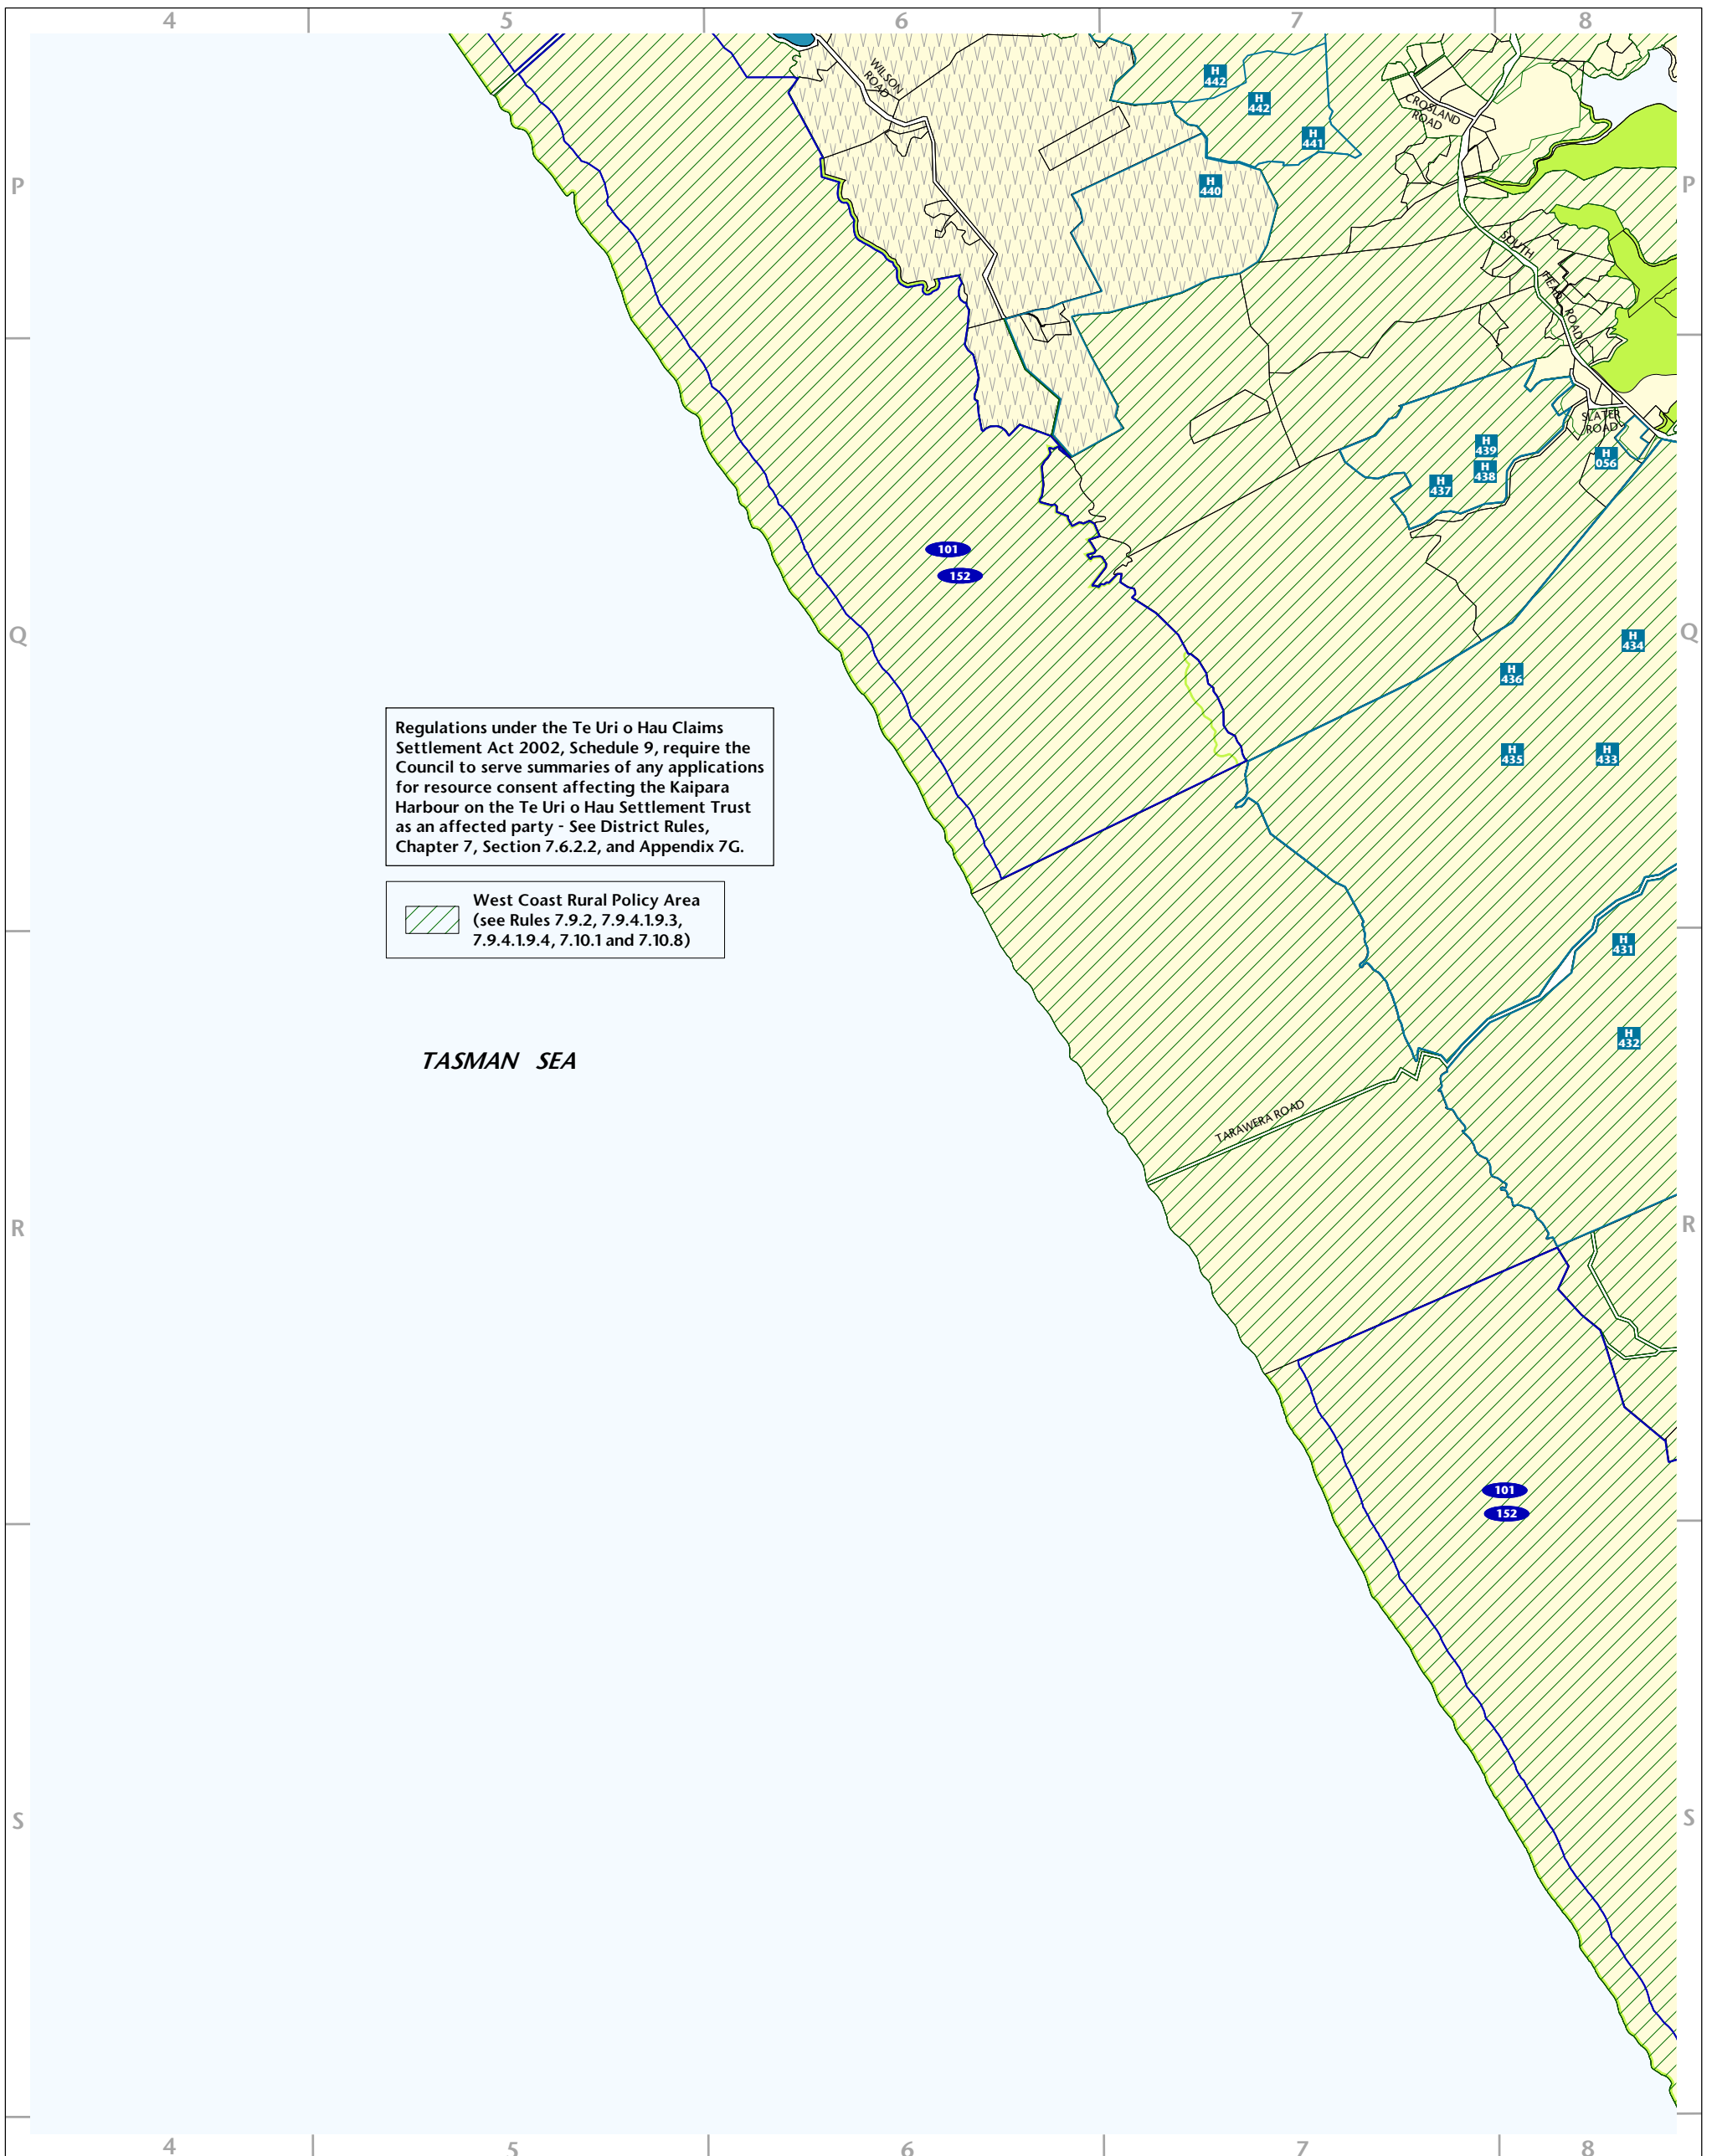 4 5 6 7 8
WILSON
ROAD
H
442
H
442
H
441
CROSLAND
ROAD
P P
H
440
SOUTH HEAD ROAD
SLATER
ROAD
H
439
H
438
H
437
H
056
101
152
Q Q
H
434
H
436
H
435
H
433
Regulations under the Te Uri o Hau Claims
Settlement Act 2002, Schedule 9, require the
Council to serve summaries of any applications
for resource consent affecting the Kaipara
Harbour on the Te Uri o Hau Settlement Trust
as an affected party - See District Rules,
Chapter 7, Section 7.6.2.2, and Appendix 7G.
West Coast Rural Policy Area
(see Rules 7.9.2, 7.9.4.1.9.3,
7.9.4.1.9.4, 7.10.1 and 7.10.8)
H
431
H
432
TASMAN SEA
TARAWERA ROAD
R R
101
152
S S
4 5 6 7 8